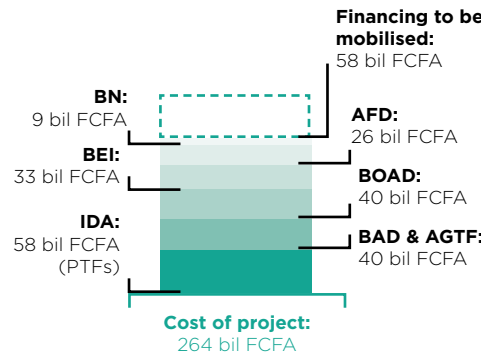 Financing to be
mobilised:
58 bil FCFA
BN:
9 bil FCFA
AFD:
26 bil FCFA
BEI:
33 bil FCFA
BOAD:
40 bil FCFA
IDA:
58 bil FCFA
(PTFs)
BAD & AGTF:
40 bil FCFA
Cost of project:
264 bil FCFA